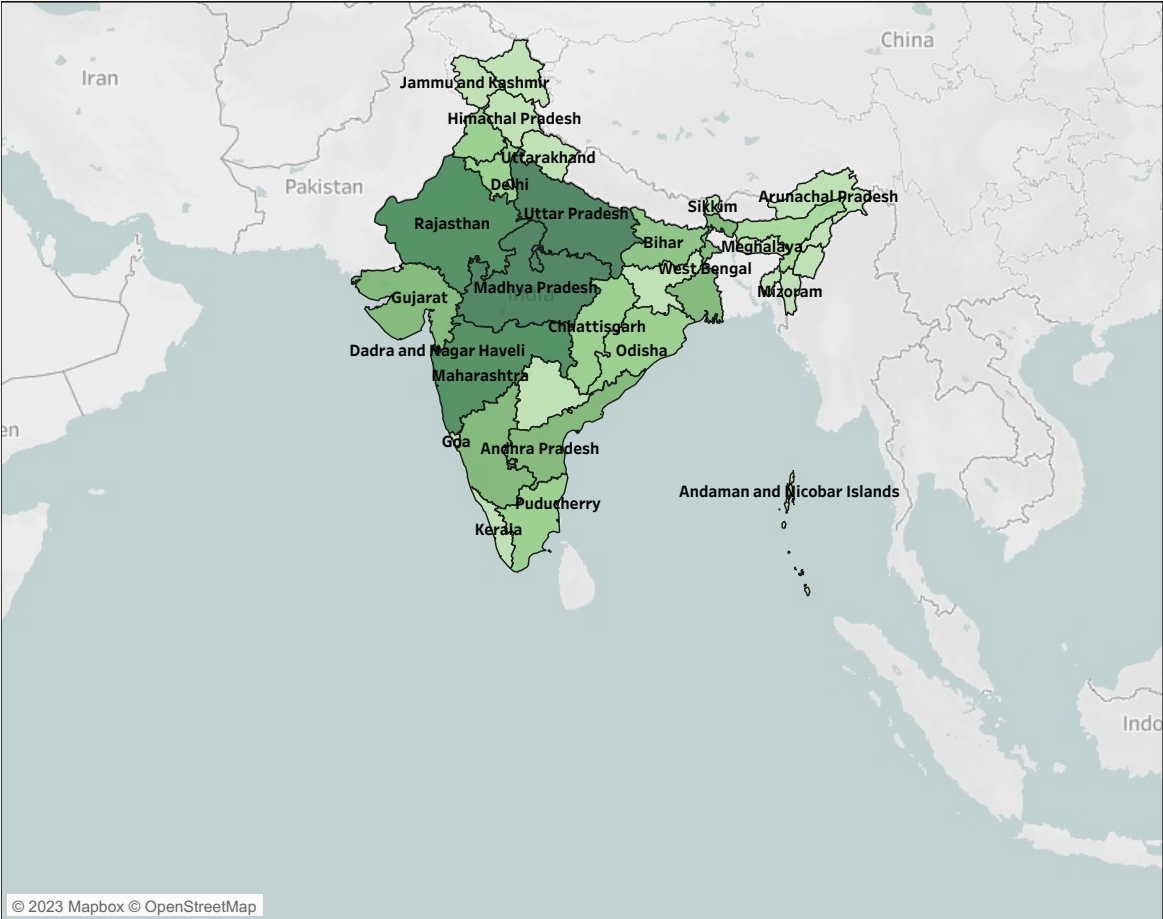 China
Iran
Jammu and Kashmir
Himachal Pradesh
Uttarakhand
Pakistan
Delhi
Arunachal Pradesh
Sikkim
Rajasthan
Uttar Pradesh
Bihar
Meghalaya
West Bengal
Madhya Pradesh
India
Mizoram
Gujarat
Chhattisgarh
Dadra and Nagar Haveli
Odisha
Maharashtra
en
Goa
Andhra Pradesh
Andaman and Nicobar Islands
Puducherry
Kerala
Indo
© 2023 Mapbox © OpenStreetMap